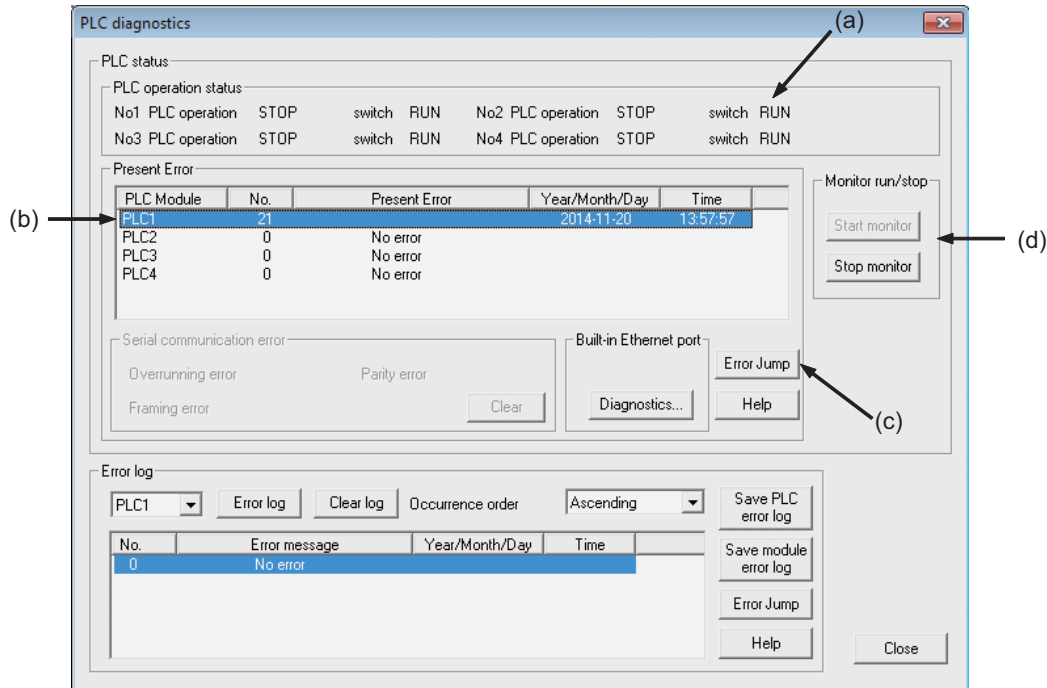 PLC diagnostics
(a)
PLC status
PLC operation status
No1 PLC operation STOP switch RUN No2 PLC operation STOP switch RUN
No3 PLC operation STOP switch RUN No4 PLC operation STOP switch RUN
Present Error
PLC Module No. Present Error Year/Month/Day Time
(b)
PLC1 21 2014-11-20 13:57:57
PLC2 0 No error
PLC3 0 No error
PLC4 0 No error
Monitor run/stop
Start monitor
Stop monitor
(d)
Serial communication error
Overrunning error Parity error
Framing error Clear
Built-in Ethernet port
Diagnostics...
Error Jump
Help
(c)
Error log
PLC1 Error log Clear log Occurrence order Ascending
No. Error message Year/Month/Day Time
0 No error
Save PLC
error log
Save module
error log
Error Jump
Help
Close